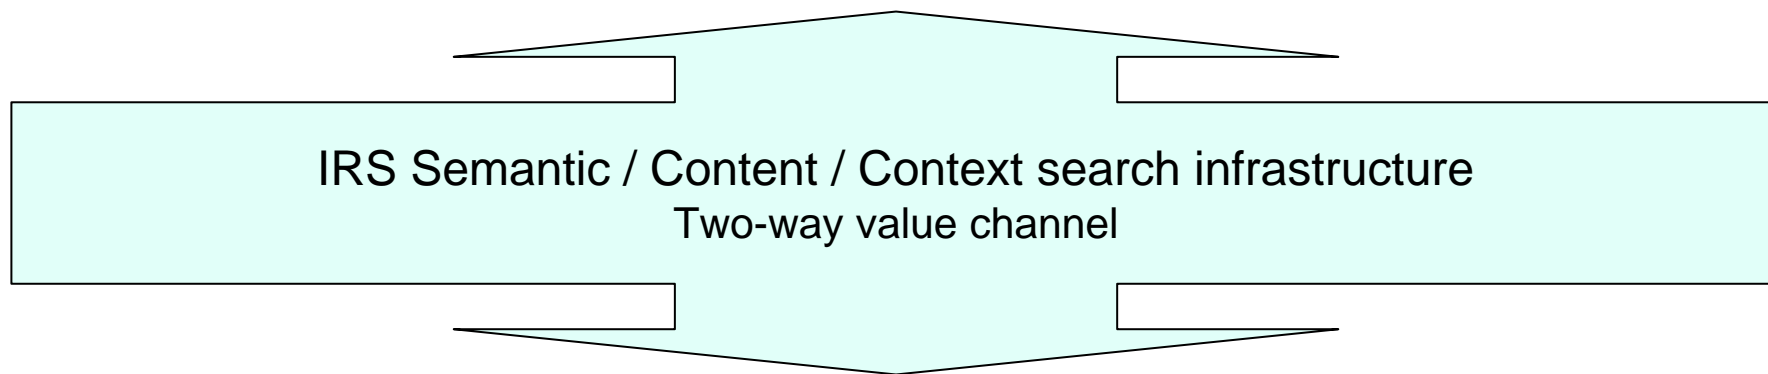 IRS Semantic / Content / Context search infrastructure
Two-way value channel